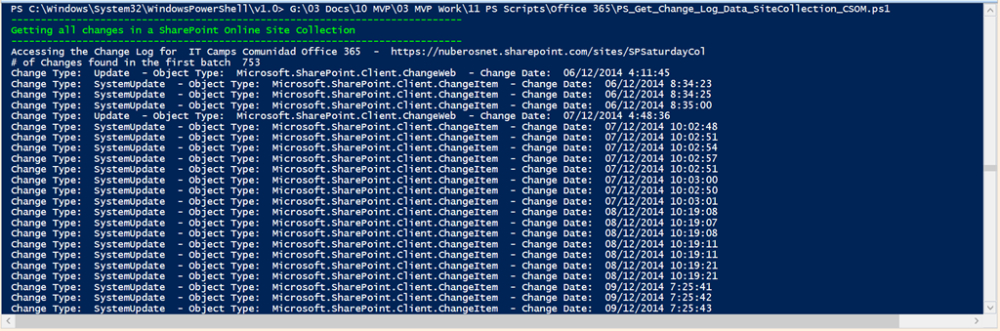 PS C:\Windows\System32\WindowsPowerShell\v1.0> G:\03 Docs\10 MVP\03 MVP Work\11 PS Scripts\Office 365\PS_Get_Change_Log_Data_SiteCollection_CSOM.ps1
----------------------------------------------------------------------------
Getting all changes in a SharePoint Online Site Collection
----------------------------------------------------------------------------
Accessing the Change Log for  IT Camps Comunidad Office 365  -  https://nuberosnet.sharepoint.com/sites/SPSaturdayCol
# of Changes found in the first batch  753
Change Type:  Update  - Object Type:  Microsoft.SharePoint.Client.ChangeWeb  - Change Date:  06/12/2014 4:11:45
Change Type:  SystemUpdate  - Object Type:  Microsoft.SharePoint.Client.ChangeItem  - Change Date:  06/12/2014 8:34:23
Change Type:  SystemUpdate  - Object Type:  Microsoft.SharePoint.Client.ChangeItem  - Change Date:  06/12/2014 8:34:25
Change Type:  SystemUpdate  - Object Type:  Microsoft.SharePoint.Client.ChangeItem  - Change Date:  06/12/2014 8:35:00
Change Type:  Update  - Object Type:  Microsoft.SharePoint.Client.ChangeWeb  - Change Date:  07/12/2014 4:48:36
Change Type:  SystemUpdate  - Object Type:  Microsoft.SharePoint.Client.ChangeItem  - Change Date:  07/12/2014 10:02:48
Change Type:  SystemUpdate  - Object Type:  Microsoft.SharePoint.Client.ChangeItem  - Change Date:  07/12/2014 10:02:51
Change Type:  SystemUpdate  - Object Type:  Microsoft.SharePoint.Client.ChangeItem  - Change Date:  07/12/2014 10:02:54
Change Type:  SystemUpdate  - Object Type:  Microsoft.SharePoint.Client.ChangeItem  - Change Date:  07/12/2014 10:02:57
Change Type:  SystemUpdate  - Object Type:  Microsoft.SharePoint.Client.ChangeItem  - Change Date:  07/12/2014 10:02:51
Change Type:  SystemUpdate  - Object Type:  Microsoft.SharePoint.Client.ChangeItem  - Change Date:  07/12/2014 10:03:00
Change Type:  SystemUpdate  - Object Type:  Microsoft.SharePoint.Client.ChangeItem  - Change Date:  07/12/2014 10:02:50
Change Type:  SystemUpdate  - Object Type:  Microsoft.SharePoint.Client.ChangeItem  - Change Date:  07/12/2014 10:03:01
Change Type:  SystemUpdate  - Object Type:  Microsoft.SharePoint.Client.ChangeItem  - Change Date:  08/12/2014 10:19:08
Change Type:  SystemUpdate  - Object Type:  Microsoft.SharePoint.Client.ChangeItem  - Change Date:  08/12/2014 10:19:07
Change Type:  SystemUpdate  - Object Type:  Microsoft.SharePoint.Client.ChangeItem  - Change Date:  08/12/2014 10:19:08
Change Type:  SystemUpdate  - Object Type:  Microsoft.SharePoint.Client.ChangeItem  - Change Date:  08/12/2014 10:19:11
Change Type:  SystemUpdate  - Object Type:  Microsoft.SharePoint.Client.ChangeItem  - Change Date:  08/12/2014 10:19:11
Change Type:  SystemUpdate  - Object Type:  Microsoft.SharePoint.Client.ChangeItem  - Change Date:  08/12/2014 10:19:21
Change Type:  SystemUpdate  - Object Type:  Microsoft.SharePoint.Client.ChangeItem  - Change Date:  08/12/2014 10:19:21
Change Type:  SystemUpdate  - Object Type:  Microsoft.SharePoint.Client.ChangeItem  - Change Date:  09/12/2014 7:25:41
Change Type:  SystemUpdate  - Object Type:  Microsoft.SharePoint.Client.ChangeItem  - Change Date:  09/12/2014 7:25:42
Change Type:  SystemUpdate  - Object Type:  Microsoft.SharePoint.Client.ChangeItem  - Change Date:  09/12/2014 7:25:43